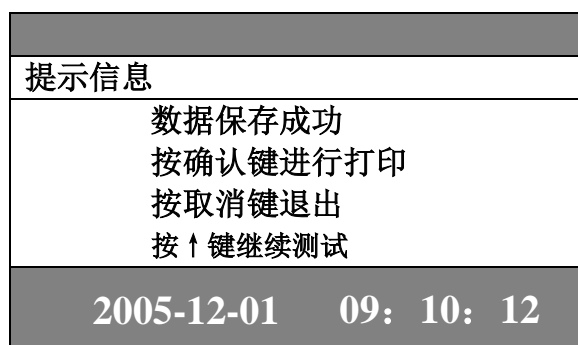 提示信息
数据保存成功
按确认键进行打印
按取消键退出
按↑键继续测试
2005-12-01 09：10：12